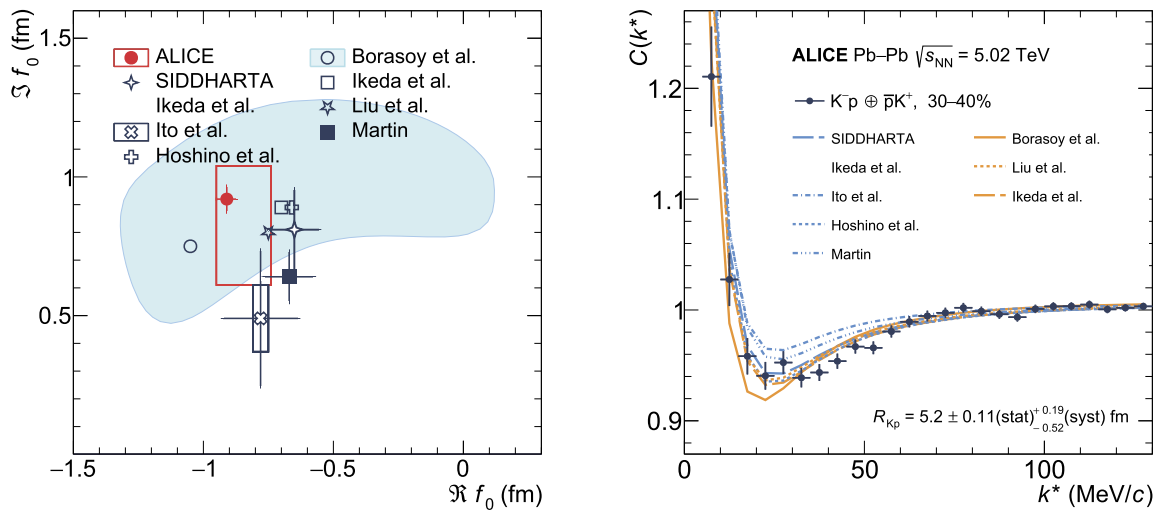 ℑ f₀ (fm)
1.5
1
0.5
ALICE
SIDDHARTA
Ikeda et al.
Ito et al.
Hoshino et al.
Borasoy et al.
Ikeda et al.
Liu et al.
Martin
−1.5 −1 −0.5 0
ℜ f₀ (fm)
C(k*)
1.2
1.1
1
0.9
ALICE Pb–Pb √s_NN = 5.02 TeV
K⁻p ⊕ p̅K⁺, 30–40%
SIDDHARTA
Ikeda et al.
Ito et al.
Hoshino et al.
Martin
Borasoy et al.
Liu et al.
Ikeda et al.
R_Kp = 5.2 ± 0.11(stat)+0.19−0.52(syst) fm
0 50 100
k* (MeV/c)